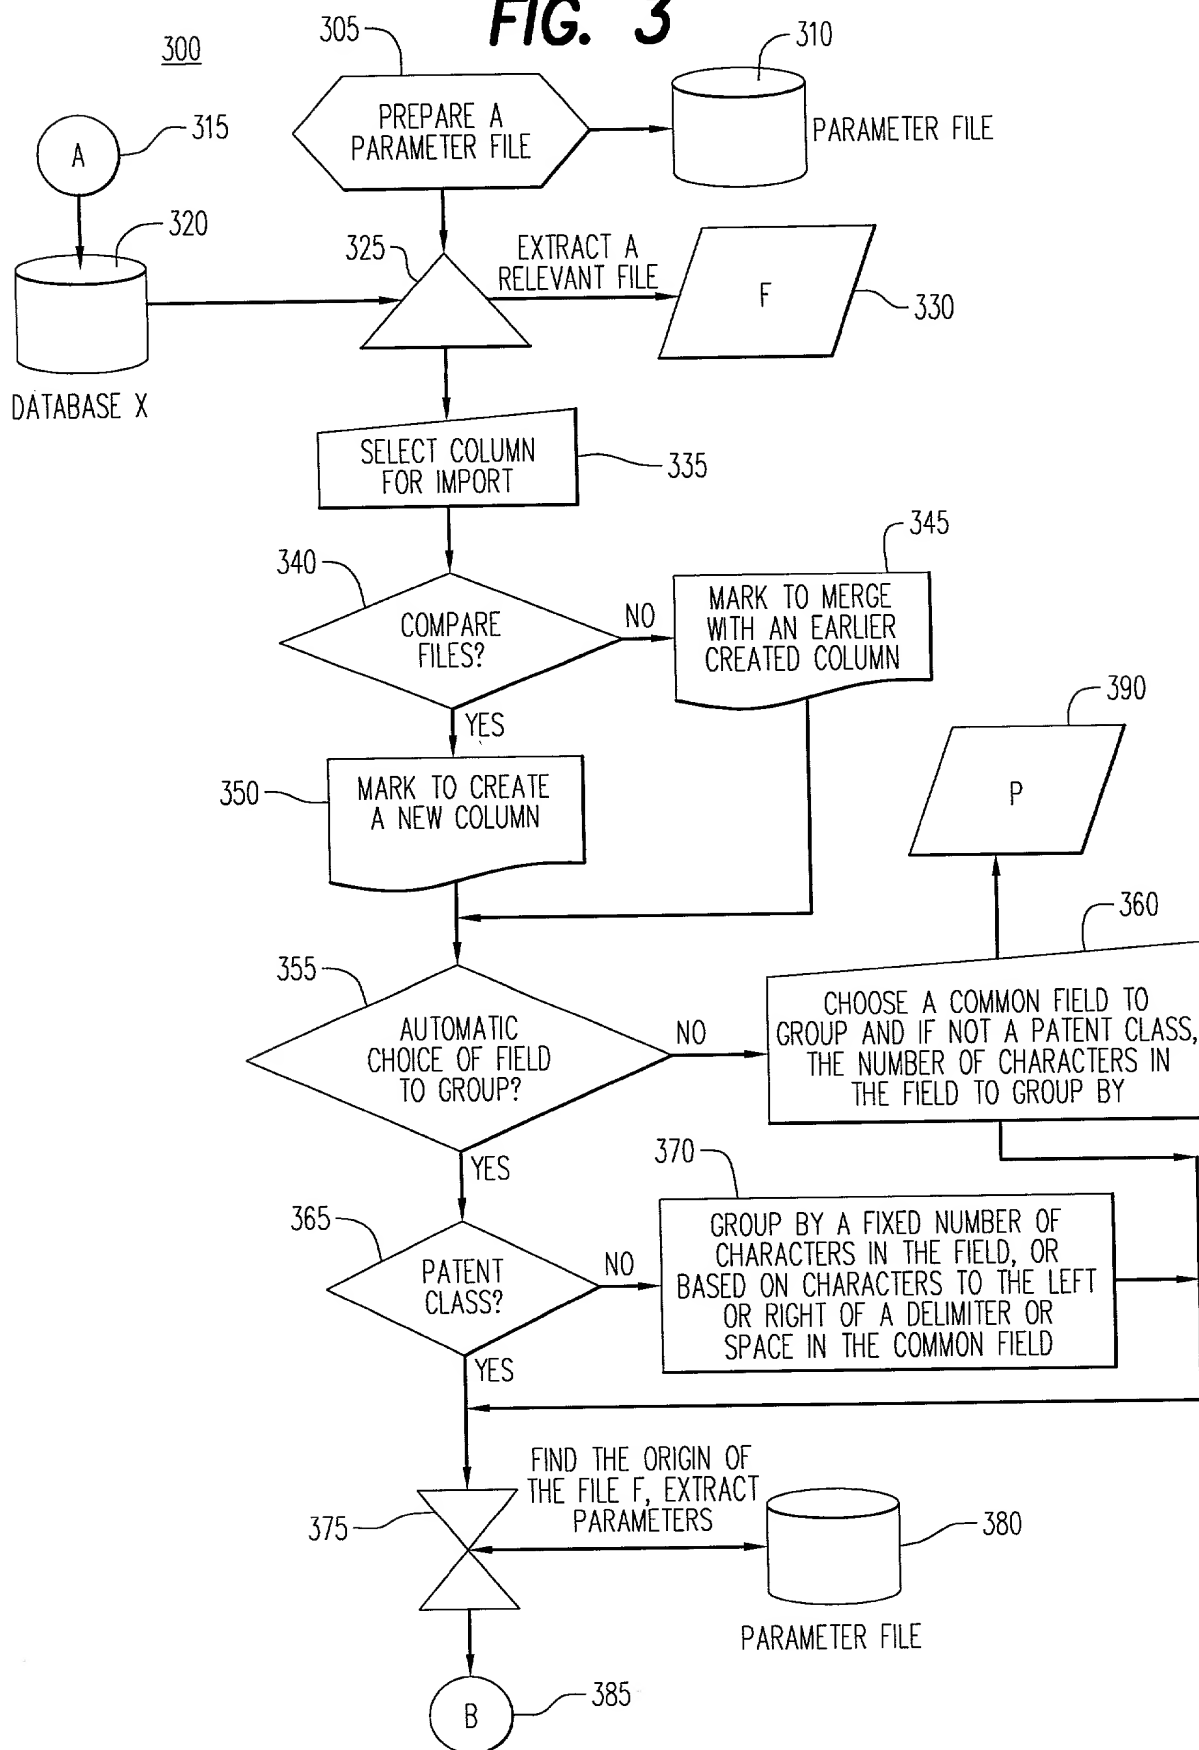 FIG. 3
300
305
310
PREPARE A
PARAMETER FILE
PARAMETER FILE
A
315
320
DATABASE X
325
EXTRACT A
RELEVANT FILE
F
330
SELECT COLUMN
FOR IMPORT
335
340
COMPARE
FILES?
NO
345
MARK TO MERGE
WITH AN EARLIER
CREATED COLUMN
YES
350
MARK TO CREATE
A NEW COLUMN
390
P
355
AUTOMATIC
CHOICE OF FIELD
TO GROUP?
NO
360
CHOOSE A COMMON FIELD TO
GROUP AND IF NOT A PATENT CLASS,
THE NUMBER OF CHARACTERS IN
THE FIELD TO GROUP BY
YES
365
PATENT
CLASS?
NO
370
GROUP BY A FIXED NUMBER OF
CHARACTERS IN THE FIELD, OR
BASED ON CHARACTERS TO THE LEFT
OR RIGHT OF A DELIMITER OR
SPACE IN THE COMMON FIELD
YES
375
FIND THE ORIGIN OF
THE FILE F, EXTRACT
PARAMETERS
380
PARAMETER FILE
B
385